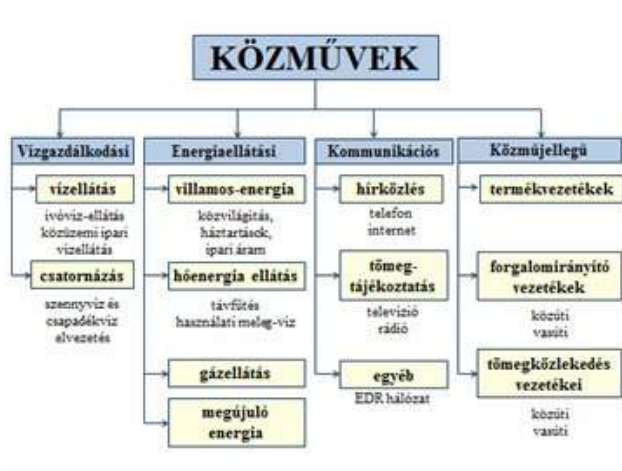 KÖZMŰVEK
Vízgazdálkodási
vízellátás
ivóvíz-ellátás
közüzemi ipari
vízellátás
csatornázás
szennyvíz és
csapadékvíz
elvezetés
Energiaellátási
villamos-energia
közvilágítás,
háztartások,
ipari áram
hőenergia ellátás
távfűtés
használati meleg-víz
gázellátás
megújuló
energia
Kommunikációs
hírközlés
telefon
internet
tömeg-
tájékoztatás
televízió
rádió
egyéb
EDR hálózat
Közműjellegű
termékvezetékek
forgalomirányító
vezetékek
közúti
vasúti
tömegközlekedés
vezetékei
közúti
vasúti